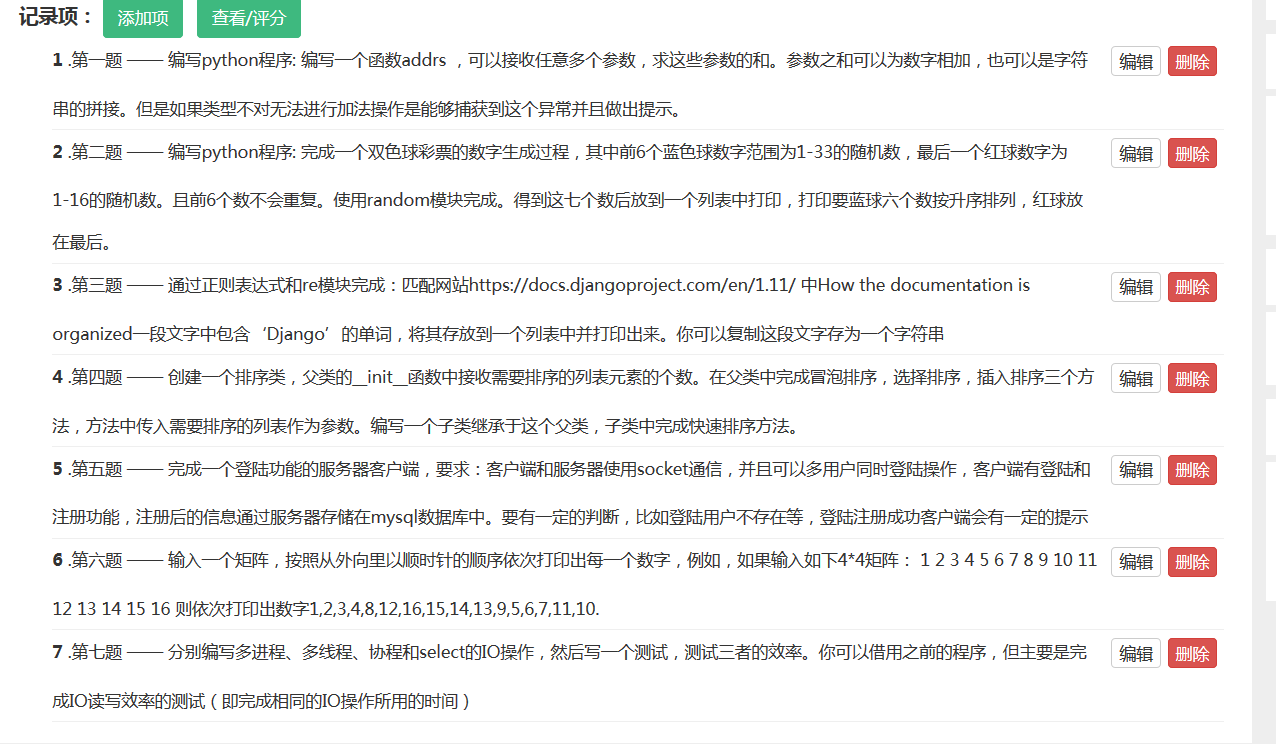 记录项： 添加项 查看/评分
1 .第一题 —— 编写python程序: 编写一个函数addrs ，可以接收任意多个参数，求这些参数的和。参数之和可以为数字相加，也可以是字符 编辑 删除
串的拼接。但是如果类型不对无法进行加法操作是能够捕获到这个异常并且做出提示。
2 .第二题 —— 编写python程序: 完成一个双色球彩票的数字生成过程，其中前6个蓝色球数字范围为1-33的随机数，最后一个红球数字为 编辑 删除
1-16的随机数。且前6个数不会重复。使用random模块完成。得到这七个数后放到一个列表中打印，打印要蓝球六个数按升序排列，红球放
在最后。
3 .第三题 —— 通过正则表达式和re模块完成：匹配网站https://docs.djangoproject.com/en/1.11/ 中How the documentation is 编辑 删除
organized一段文字中包含‘Django’的单词，将其存放到一个列表中并打印出来。你可以复制这段文字存为一个字符串
4 .第四题 —— 创建一个排序类，父类的__init__函数中接收需要排序的列表元素的个数。在父类中完成冒泡排序，选择排序，插入排序三个方 编辑 删除
法，方法中传入需要排序的列表作为参数。编写一个子类继承于这个父类，子类中完成快速排序方法。
5 .第五题 —— 完成一个登陆功能的服务器客户端，要求：客户端和服务器使用socket通信，并且可以多用户同时登陆操作，客户端有登陆和 编辑 删除
注册功能，注册后的信息通过服务器存储在mysql数据库中。要有一定的判断，比如登陆用户不存在等，登陆注册成功客户端会有一定的提示
6 .第六题 —— 输入一个矩阵，按照从外向里以顺时针的顺序依次打印出每一个数字，例如，如果输入如下4*4矩阵： 1 2 3 4 5 6 7 8 9 10 11 编辑 删除
12 13 14 15 16 则依次打印出数字1,2,3,4,8,12,16,15,14,13,9,5,6,7,11,10.
7 .第七题 —— 分别编写多进程、多线程、协程和select的IO操作，然后写一个测试，测试三者的效率。你可以借用之前的程序，但主要是完 编辑 删除
成IO读写效率的测试（即完成相同的IO操作所用的时间）